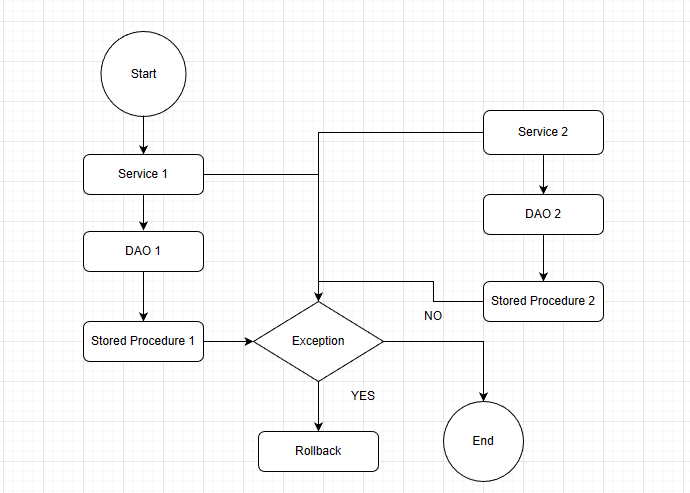 Start
Service 2
Service 1
DAO 2
DAO 1
Stored Procedure 2
NO
Stored Procedure 1
Exception
YES
Rollback
End